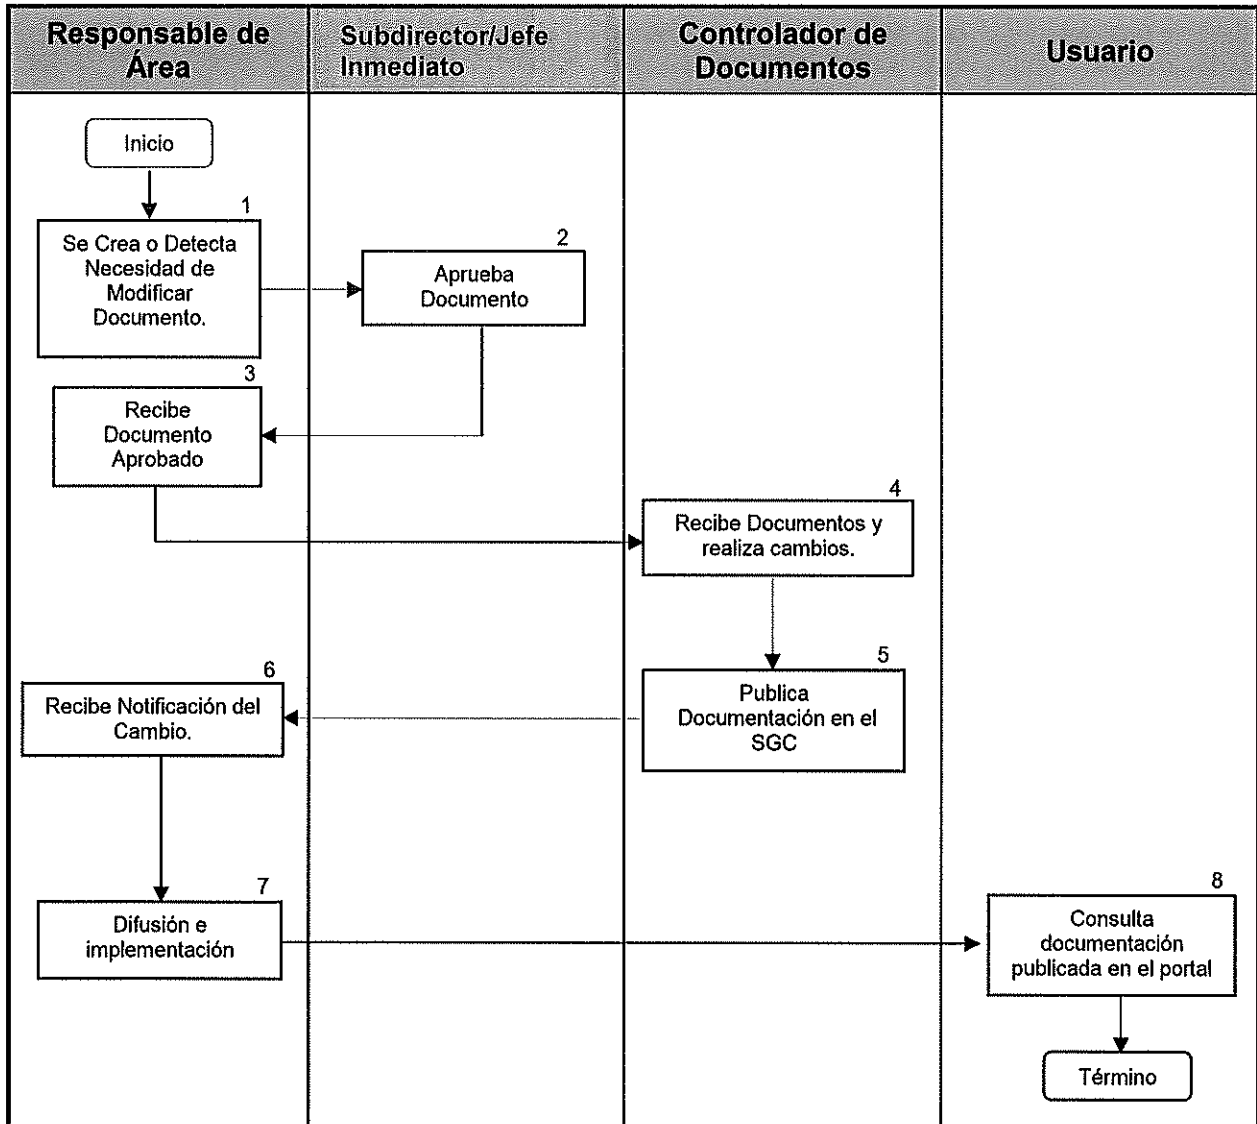 Responsable de
Área
Subdirector/Jefe
Inmediato
Controlador de
Documentos
Usuario
Inicio
1
Se Crea o Detecta
Necesidad de
Modificar
Documento.
2
Aprueba
Documento
3
Recibe
Documento
Aprobado
4
Recibe Documentos y
realiza cambios.
5
Publica
Documentación en el
SGC
6
Recibe Notificación del
Cambio.
7
Difusión e
implementación
8
Consulta
documentación
publicada en el portal
Término